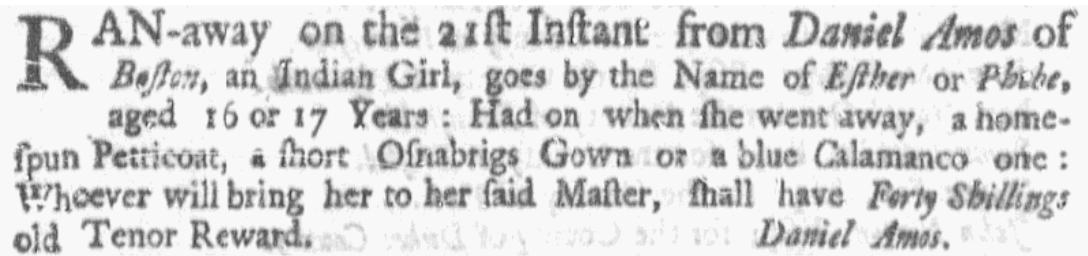 RAN-away on the 21ſt Inſtant from Daniel Amos of
Boſton, an Indian Girl, goes by the Name of Eſther or Phebe,
aged 16 or 17 Years : Had on when ſhe went away, a home-
ſpun Petticoat, a ſhort Oſnabrigs Gown or a blue Calamanco one :
Whoever will bring her to her ſaid Maſter, ſhall have Forty Shillings
old Tenor Reward. Daniel Amos.